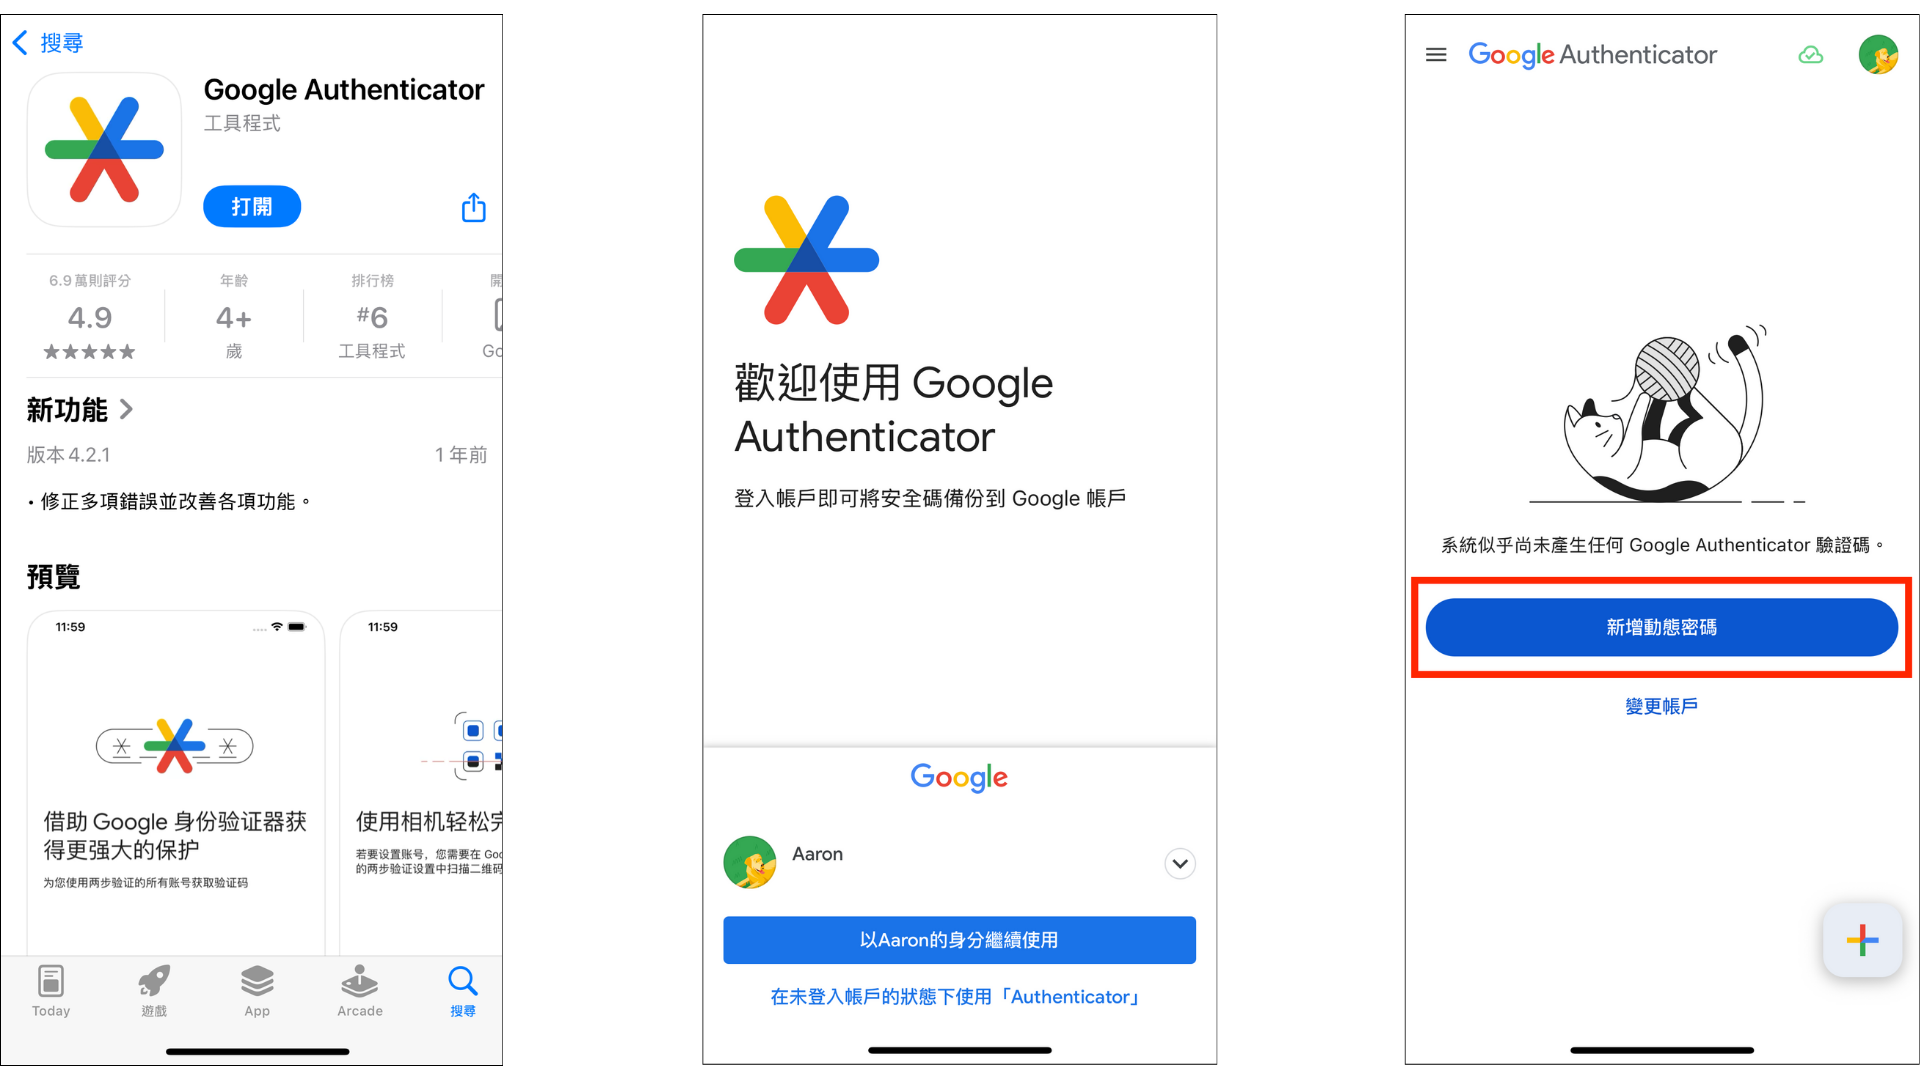 搜尋
Google Authenticator
工具程式
打開
6.9 萬則評分
年齡
排行榜
4.9
4+
#6
歲
工具程式
新功能
版本 4.2.1
1 年前
• 修正多項錯誤並改善各項功能。
預覽
11:59
借助 Google 身份验证器获
得更强大的保护
为您使用两步验证的所有账号获取验证码
11:59
使用相机轻松完
若要设置账号，您需要在 Goo
的两步验证设置中扫描二维码
Today
遊戲
App
Arcade
搜尋
歡迎使用 Google
Authenticator
登入帳戶即可將安全碼備份到 Google 帳戶
Google
Aaron
以Aaron的身分繼續使用
在未登入帳戶的狀態下使用「Authenticator」
Google Authenticator
系統似乎尚未產生任何 Google Authenticator 驗證碼。
新增動態密碼
變更帳戶